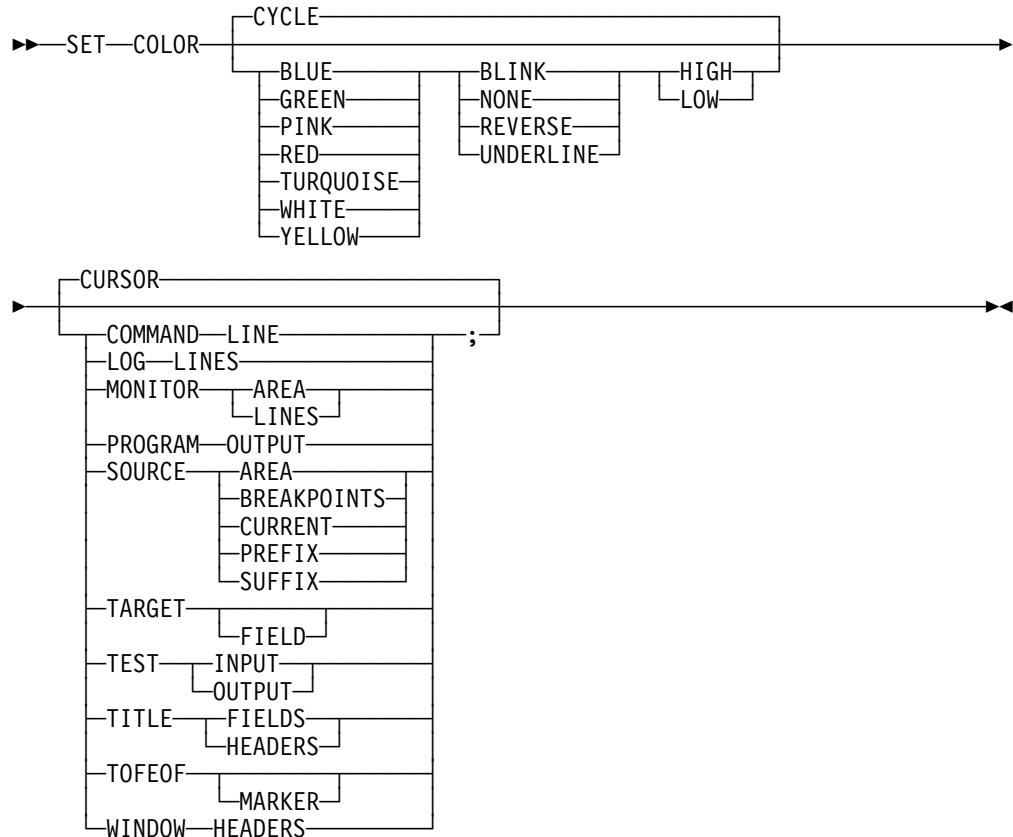 CYCLE
SET COLOR
BLUE BLINK HIGH
GREEN NONE LOW
PINK REVERSE
RED UNDERLINE
TURQUOISE
WHITE
YELLOW
CURSOR
COMMAND LINE ;
LOG LINES
MONITOR AREA
LINES
PROGRAM OUTPUT
SOURCE AREA
BREAKPOINTS
CURRENT
PREFIX
SUFFIX
TARGET
FIELD
TEST INPUT
OUTPUT
TITLE FIELDS
HEADERS
TOFEOF
MARKER
WINDOW HEADERS